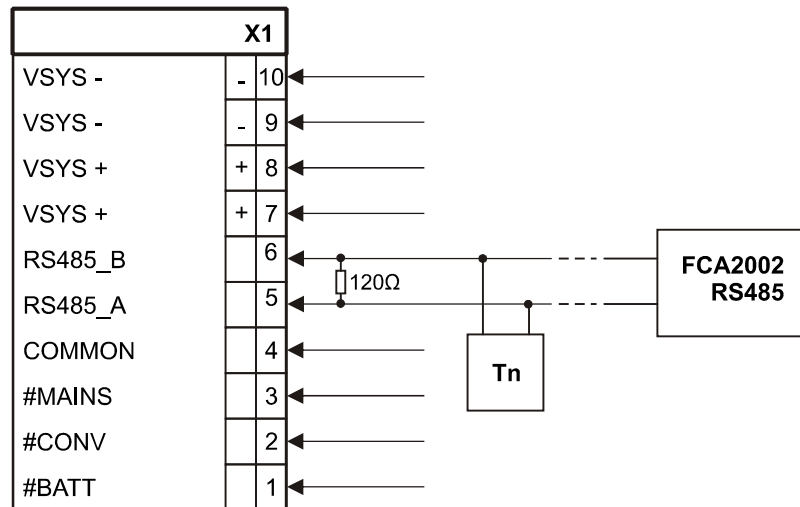 X1
VSYS - - 10
VSYS - - 9
VSYS + + 8
VSYS + + 7
RS485_B 6
RS485_A 5
COMMON 4
#MAINS 3
#CONV 2
#BATT 1
120Ω
Tn
FCA2002
RS485